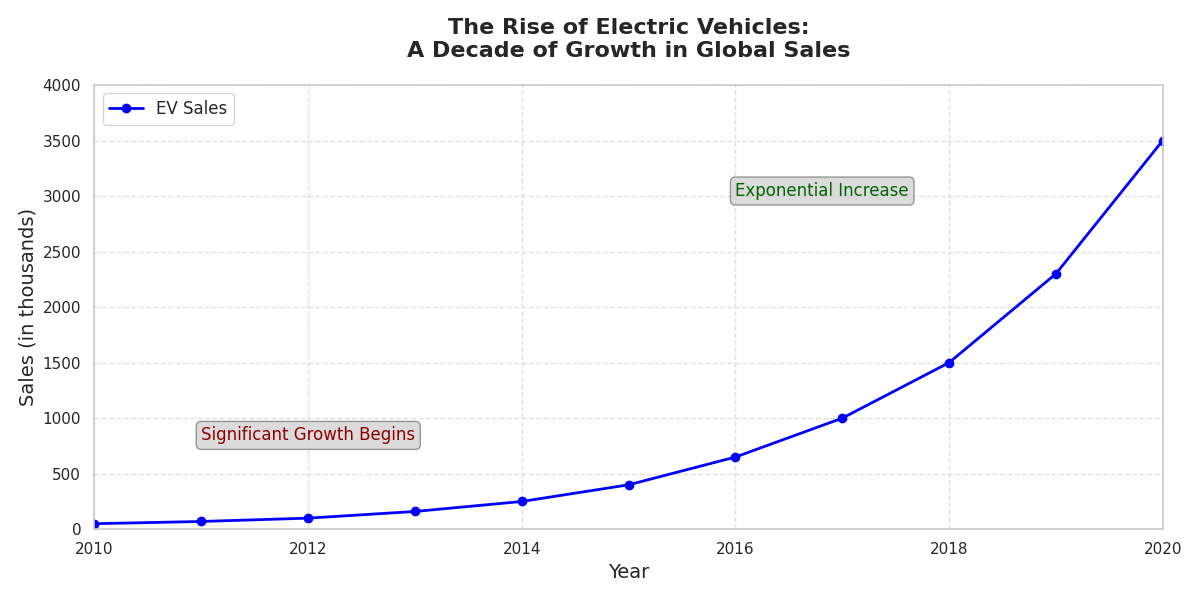 The Rise of Electric Vehicles:
A Decade of Growth in Global Sales
4000
3500
3000
2500
2000
1500
1000
500
0
Sales (in thousands)
EV Sales
Exponential Increase
Significant Growth Begins
2010
2012
2014
2016
2018
2020
Year